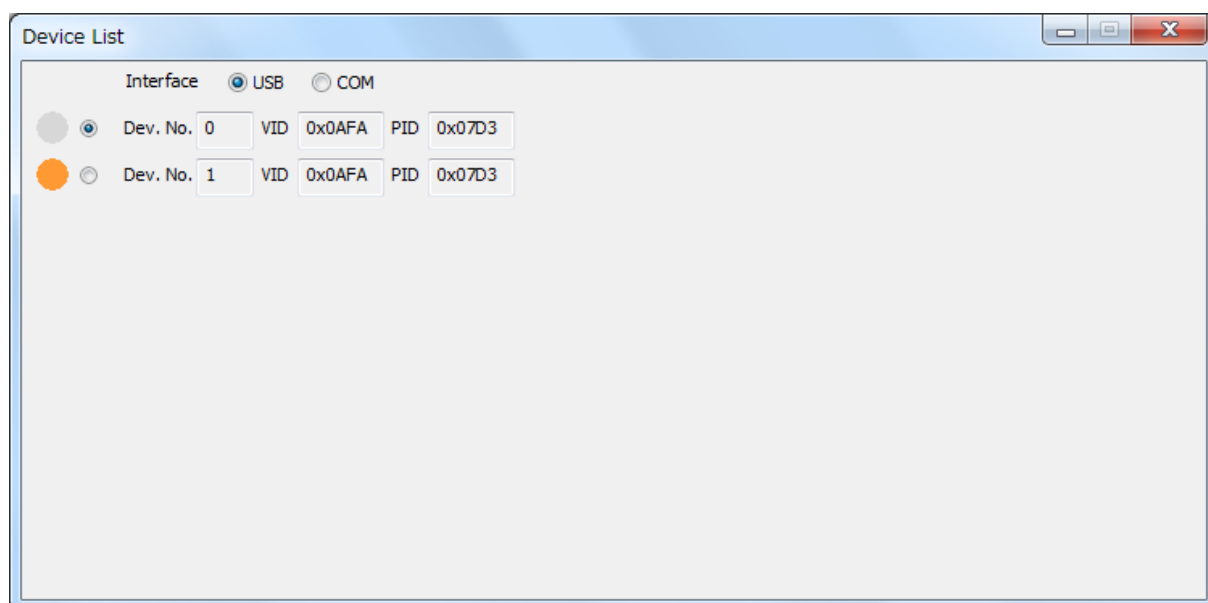 Device List
Interface USB COM
Dev. No. 0 VID 0x0AFA PID 0x07D3
Dev. No. 1 VID 0x0AFA PID 0x07D3